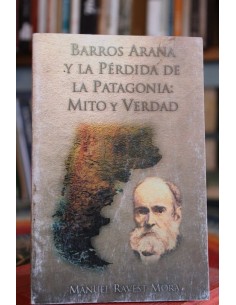 BARROS ARANA
Y LA PÉRDIDA DE
LA PATAGONIA:
MITO Y VERDAD
MANUEL RAVEST MORA